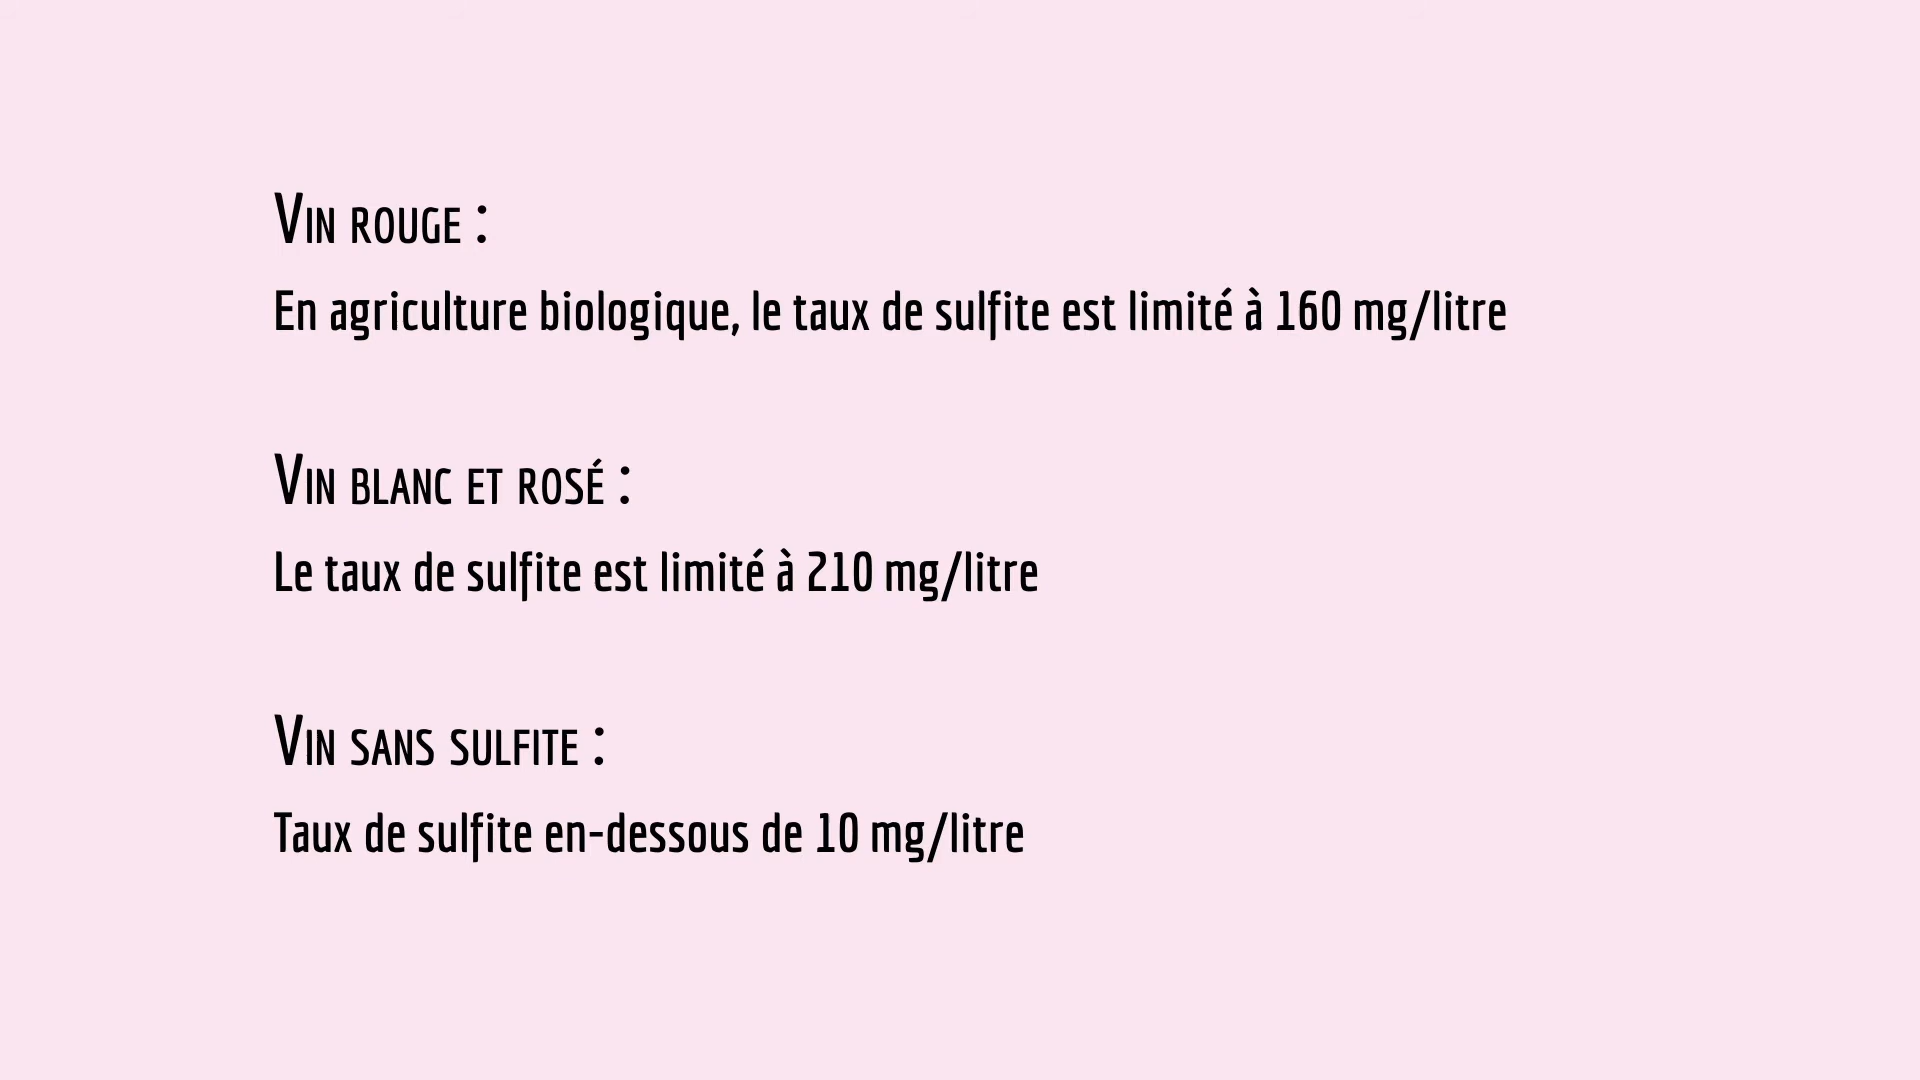 Vin rouge :
En agriculture biologique, le taux de sulfite est limité à 160 mg/litre
Vin blanc et rosé :
Le taux de sulfite est limité à 210 mg/litre
Vin sans sulfite :
Taux de sulfite en-dessous de 10 mg/litre